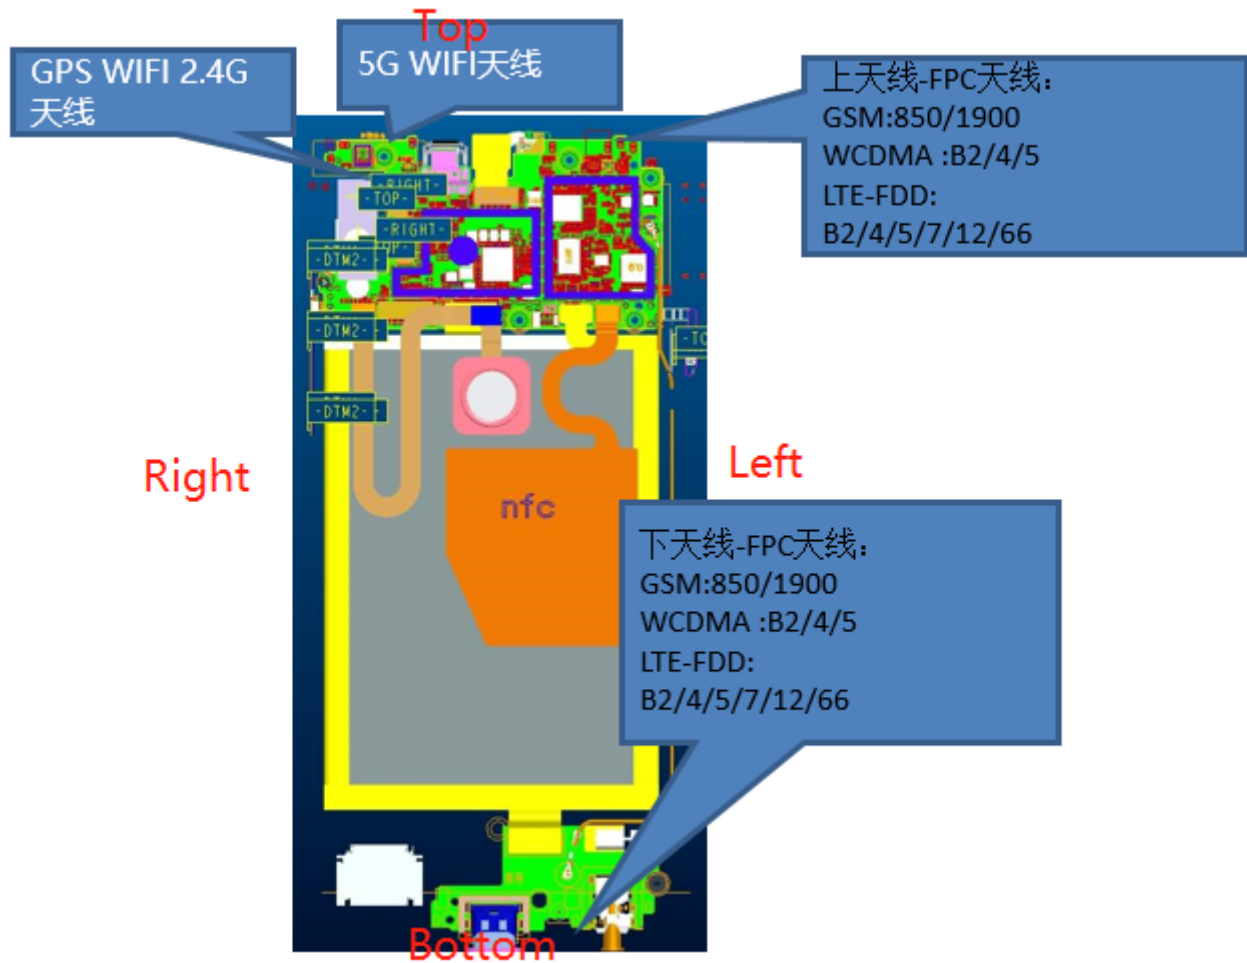 Top
GPS WIFI 2.4G
天线
5G WIFI天线
上天线-FPC天线：
GSM:850/1900
WCDMA :B2/4/5
LTE-FDD:
B2/4/5/7/12/66
-RIGHT-
-TOP-
-RIGHT-
TOP-
-DTM2-
-DTM2-
-DTM2-
-TO
Right
Left
nfc
下天线-FPC天线：
GSM:850/1900
WCDMA :B2/4/5
LTE-FDD:
B2/4/5/7/12/66
Bottom